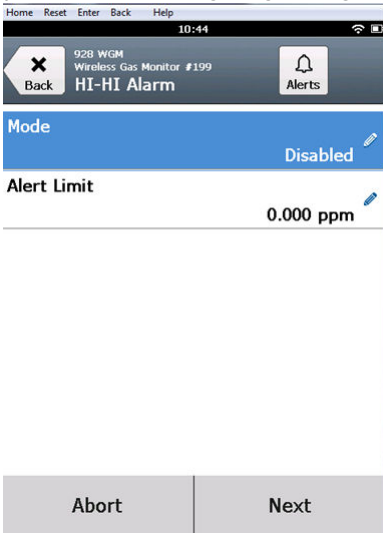 Home Reset Enter Back Help
10:44
928 WGM
Wireless Gas Monitor #199
Back HI-HI Alarm Alerts
Mode
Disabled
Alert Limit
0.000 ppm
Abort Next